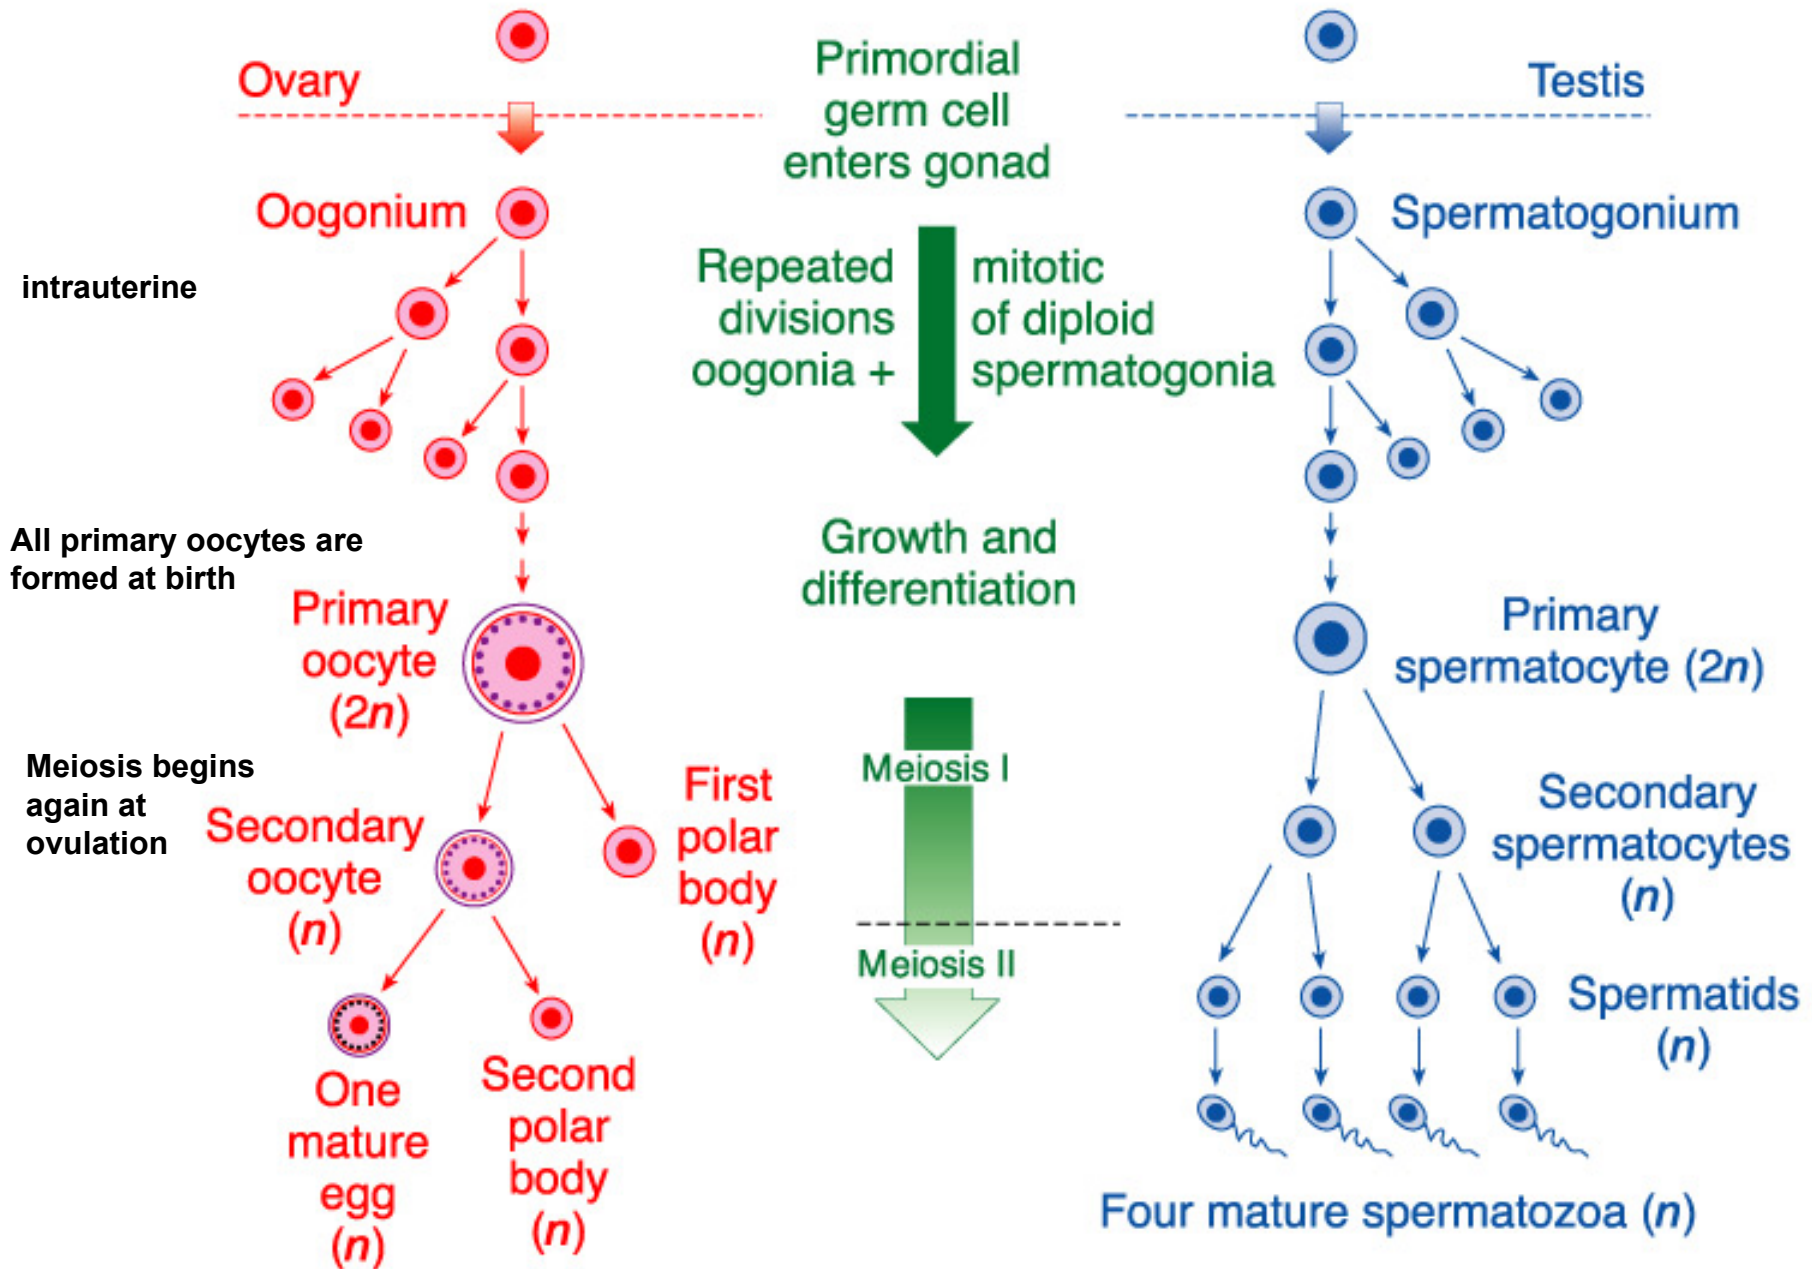 Ovary
Primordial
germ cell
enters gonad
Testis
Oogonium
Spermatogonium
intrauterine
Repeated mitotic
divisions of diploid
oogonia + spermatogonia
All primary oocytes are
formed at birth
Growth and
differentiation
Primary
oocyte
(2n)
Primary
spermatocyte (2n)
Meiosis begins
again at
ovulation
Meiosis I
Secondary
oocyte
(n)
First
polar
body
(n)
Secondary
spermatocytes
(n)
Meiosis II
Spermatids
(n)
One
mature
egg
(n)
Second
polar
body
(n)
Four mature spermatozoa (n)